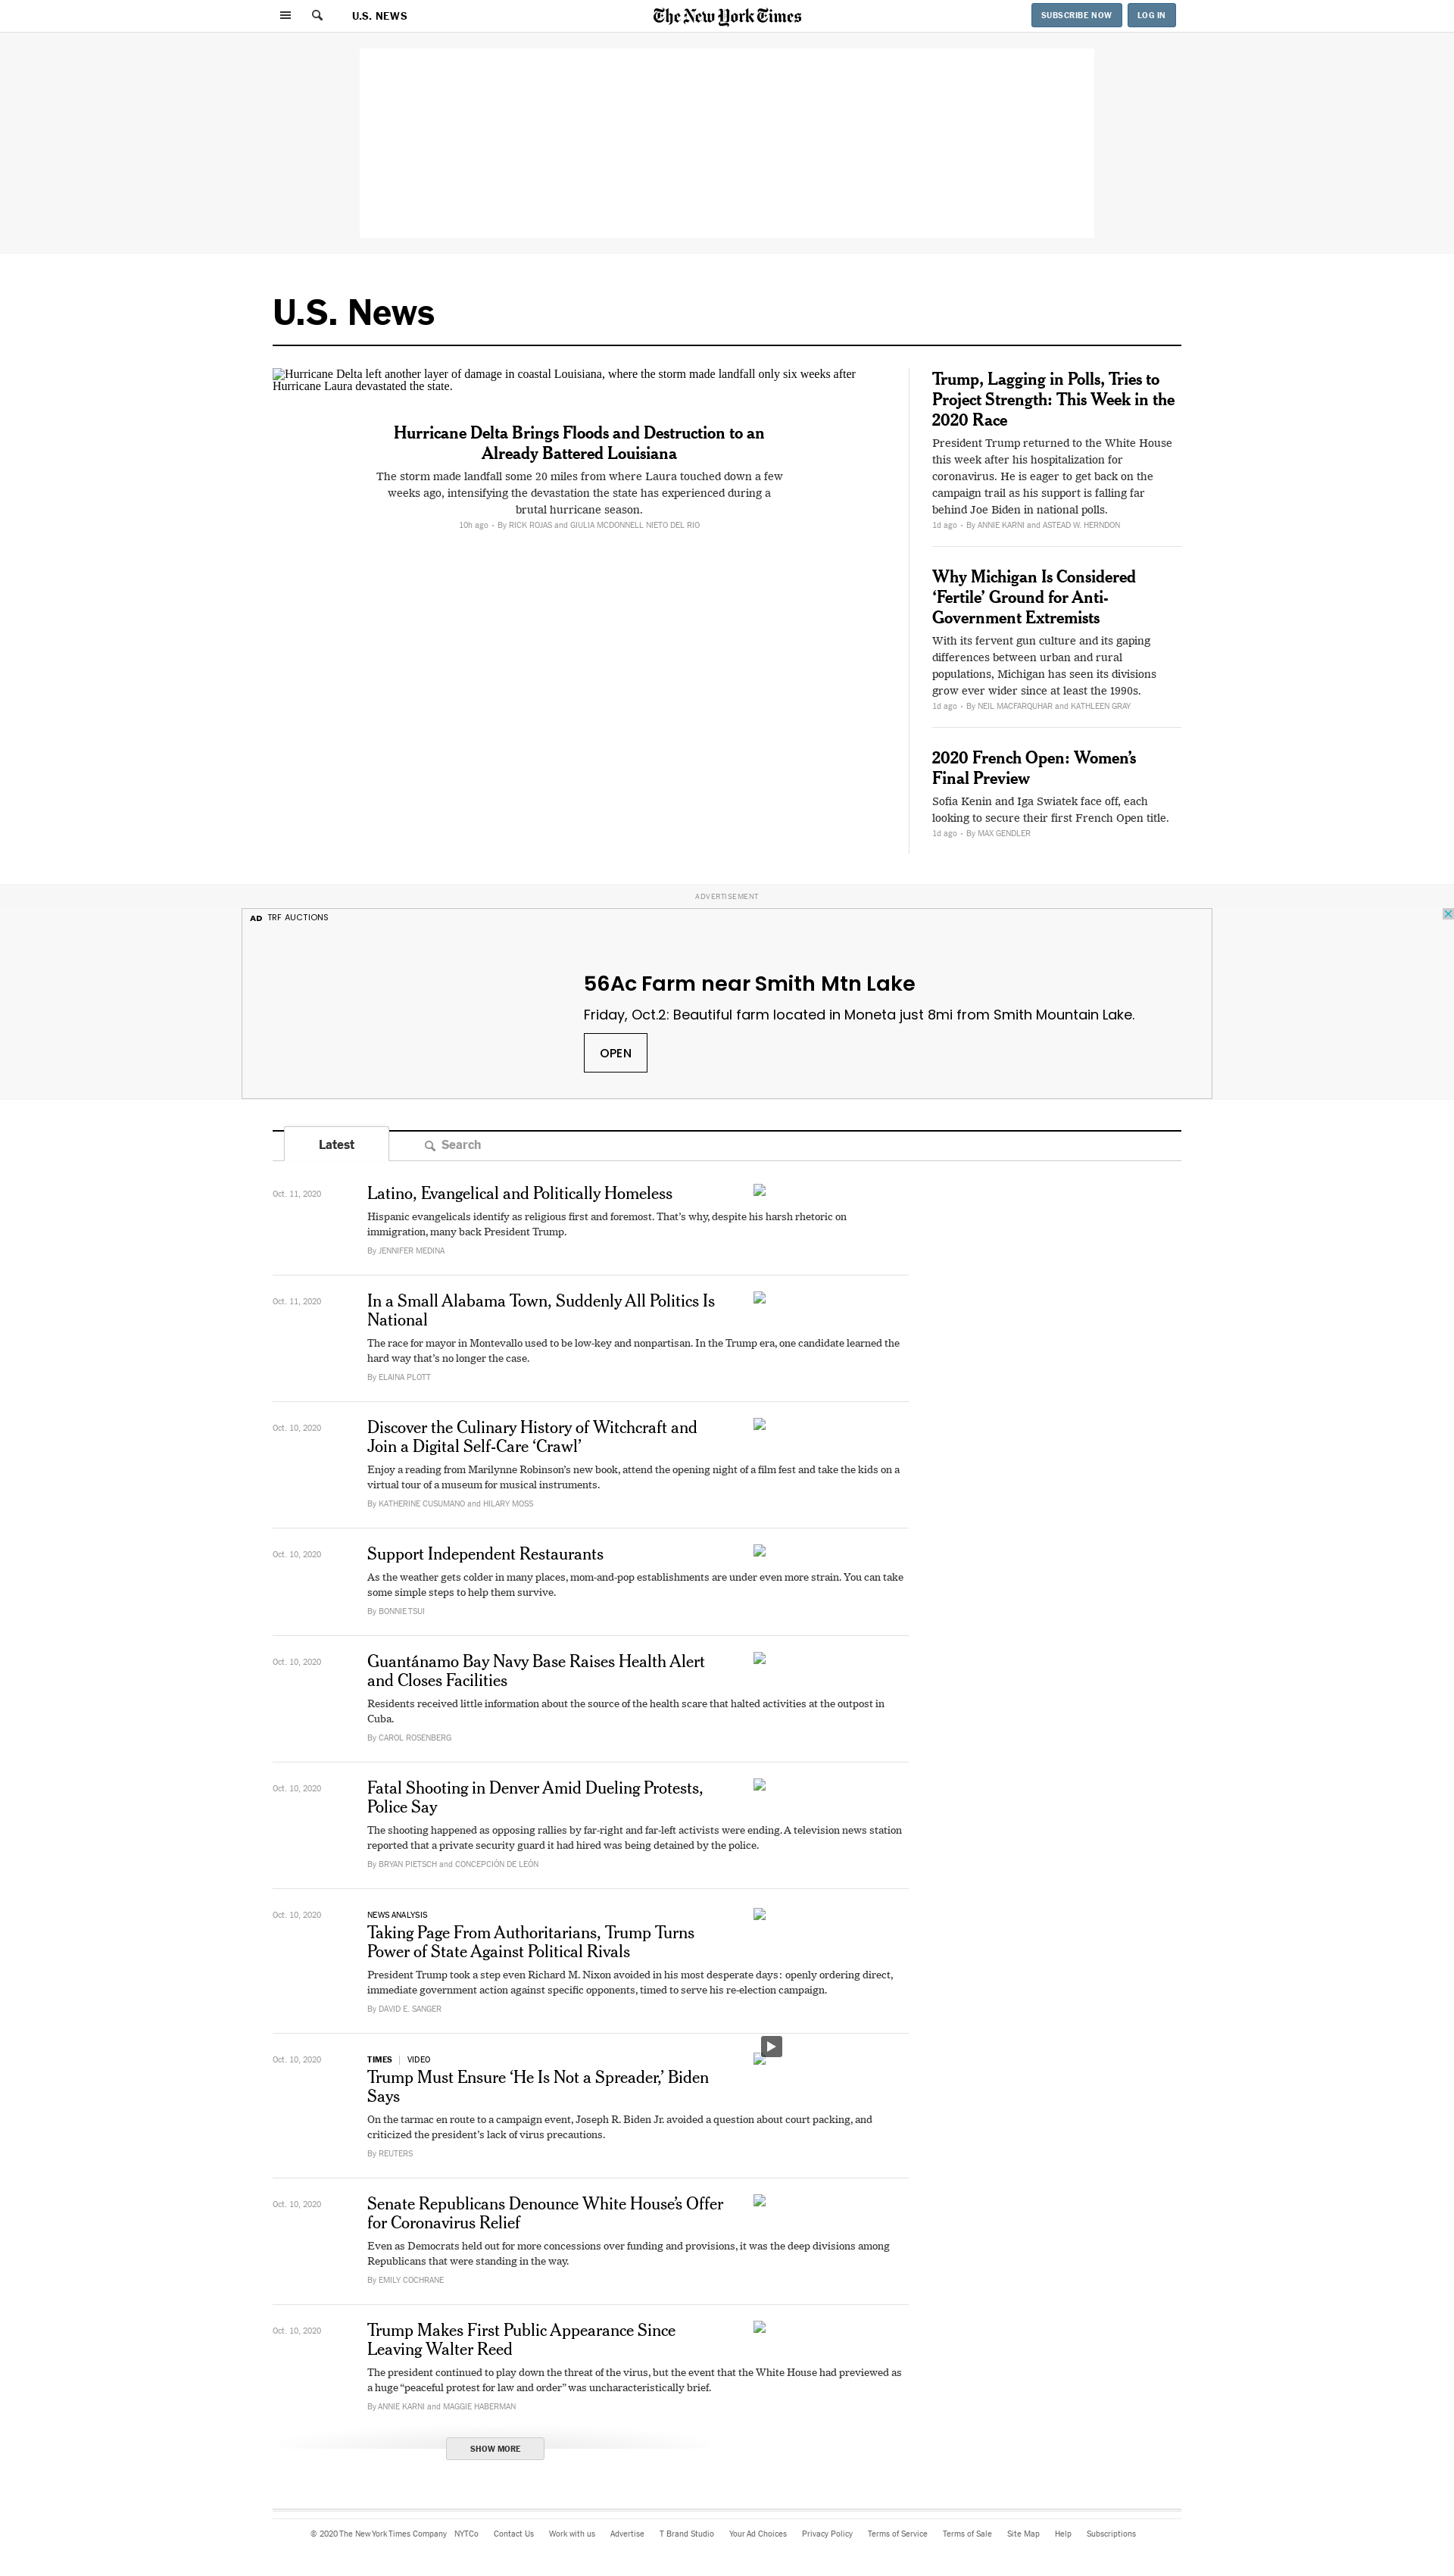 U.S. NEWS
The New York Times
SUBSCRIBE NOW
LOG IN
U.S. News
Hurricane Delta left another layer of damage in coastal Louisiana, where the storm made landfall only six weeks after
Hurricane Laura devastated the state.
Hurricane Delta Brings Floods and Destruction to an
Already Battered Louisiana
The storm made landfall some 20 miles from where Laura touched down a few
weeks ago, intensifying the devastation the state has experienced during a
brutal hurricane season.
10h ago • By RICK ROJAS and GIULIA MCDONNELL NIETO DEL RIO
Trump, Lagging in Polls, Tries to
Project Strength: This Week in the
2020 Race
President Trump returned to the White House
this week after his hospitalization for
coronavirus. He is eager to get back on the
campaign trail as his support is falling far
behind Joe Biden in national polls.
1d ago • By ANNIE KARNI and ASTEAD W. HERNDON
Why Michigan Is Considered
‘Fertile’ Ground for Anti-
Government Extremists
With its fervent gun culture and its gaping
differences between urban and rural
populations, Michigan has seen its divisions
grow ever wider since at least the 1990s.
1d ago • By NEIL MACFARQUHAR and KATHLEEN GRAY
2020 French Open: Women’s
Final Preview
Sofia Kenin and Iga Swiatek face off, each
looking to secure their first French Open title.
1d ago • By MAX GENDLER
ADVERTISEMENT
AD TRF AUCTIONS
56Ac Farm near Smith Mtn Lake
Friday, Oct.2: Beautiful farm located in Moneta just 8mi from Smith Mountain Lake.
OPEN
Latest
Search
Oct. 11, 2020
Latino, Evangelical and Politically Homeless
Hispanic evangelicals identify as religious first and foremost. That’s why, despite his harsh rhetoric on
immigration, many back President Trump.
By JENNIFER MEDINA
Oct. 11, 2020
In a Small Alabama Town, Suddenly All Politics Is
National
The race for mayor in Montevallo used to be low-key and nonpartisan. In the Trump era, one candidate learned the
hard way that’s no longer the case.
By ELAINA PLOTT
Oct. 10, 2020
Discover the Culinary History of Witchcraft and
Join a Digital Self-Care ‘Crawl’
Enjoy a reading from Marilynne Robinson’s new book, attend the opening night of a film fest and take the kids on a
virtual tour of a museum for musical instruments.
By KATHERINE CUSUMANO and HILARY MOSS
Oct. 10, 2020
Support Independent Restaurants
As the weather gets colder in many places, mom-and-pop establishments are under even more strain. You can take
some simple steps to help them survive.
By BONNIE TSUI
Oct. 10, 2020
Guantánamo Bay Navy Base Raises Health Alert
and Closes Facilities
Residents received little information about the source of the health scare that halted activities at the outpost in
Cuba.
By CAROL ROSENBERG
Oct. 10, 2020
Fatal Shooting in Denver Amid Dueling Protests,
Police Say
The shooting happened as opposing rallies by far-right and far-left activists were ending. A television news station
reported that a private security guard it had hired was being detained by the police.
By BRYAN PIETSCH and CONCEPCIÓN DE LEÓN
Oct. 10, 2020
NEWS ANALYSIS
Taking Page From Authoritarians, Trump Turns
Power of State Against Political Rivals
President Trump took a step even Richard M. Nixon avoided in his most desperate days: openly ordering direct,
immediate government action against specific opponents, timed to serve his re-election campaign.
By DAVID E. SANGER
Oct. 10, 2020
TIMES | VIDEO
Trump Must Ensure ‘He Is Not a Spreader,’ Biden
Says
On the tarmac en route to a campaign event, Joseph R. Biden Jr. avoided a question about court packing, and
criticized the president’s lack of virus precautions.
By REUTERS
Oct. 10, 2020
Senate Republicans Denounce White House’s Offer
for Coronavirus Relief
Even as Democrats held out for more concessions over funding and provisions, it was the deep divisions among
Republicans that were standing in the way.
By EMILY COCHRANE
Oct. 10, 2020
Trump Makes First Public Appearance Since
Leaving Walter Reed
The president continued to play down the threat of the virus, but the event that the White House had previewed as
a huge “peaceful protest for law and order” was uncharacteristically brief.
By ANNIE KARNI and MAGGIE HABERMAN
SHOW MORE
© 2020 The New York Times Company NYTCo Contact Us Work with us Advertise T Brand Studio Your Ad Choices Privacy Policy Terms of Service Terms of Sale Site Map Help Subscriptions